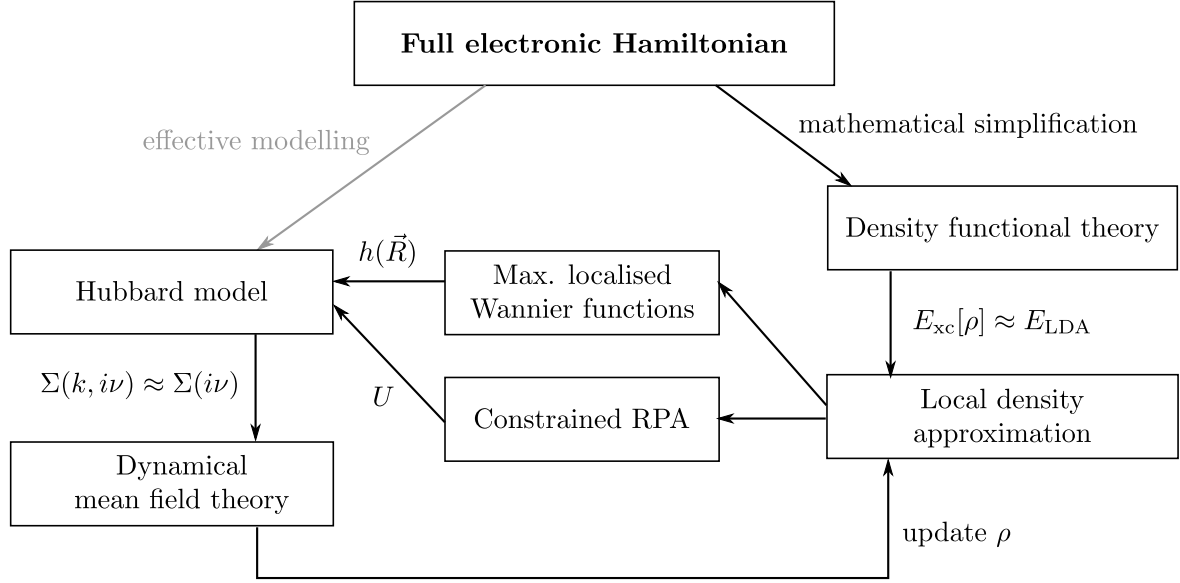 Full electronic Hamiltonian
effective modelling
mathematical simplification
Density functional theory
h(R⃗)
Hubbard model
Max. localised
Wannier functions
E_xc[ρ] ≈ E_LDA
Σ(k, iν) ≈ Σ(iν)
U
Constrained RPA
Local density
approximation
Dynamical
mean field theory
update ρ